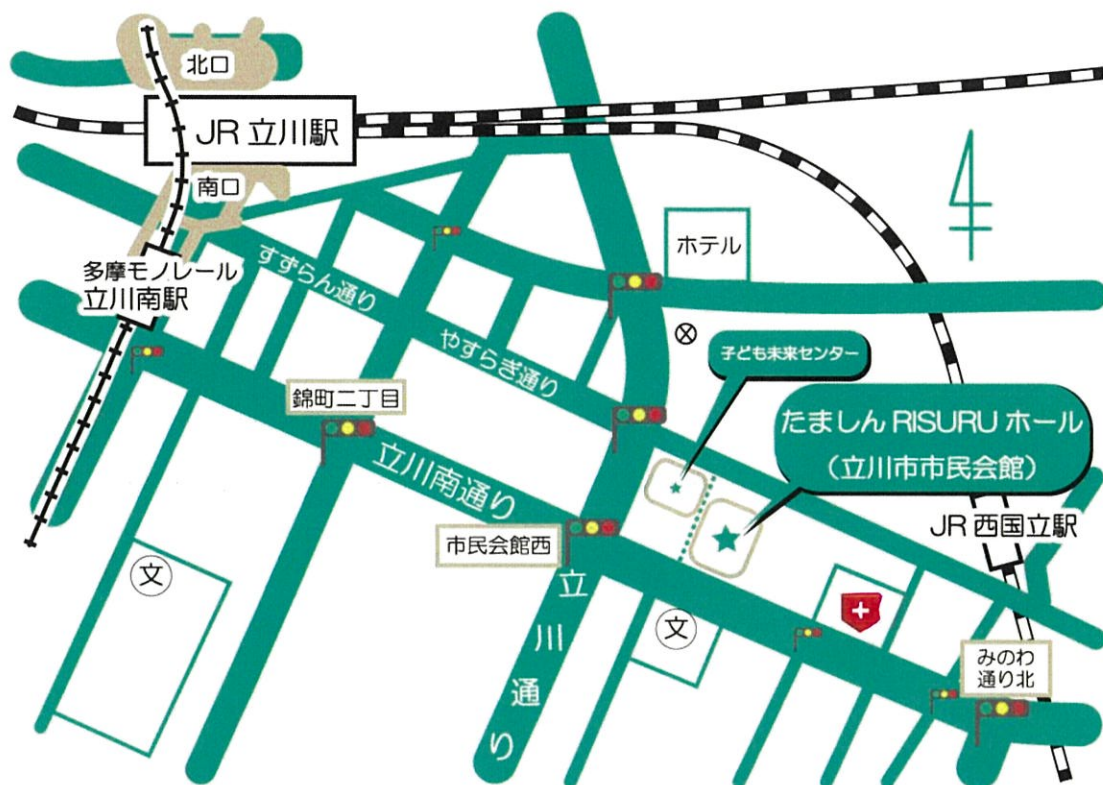 北口
JR 立川駅
南口
多摩モノレール
立川南駅
すずらん通り
やすらぎ通り
ホテル
子ども未来センター
たましん RISURU ホール
(立川市市民会館)
錦町二丁目
立川南通り
市民会館西
立川通り
JR 西国立駅
文
文
みのわ
通り北